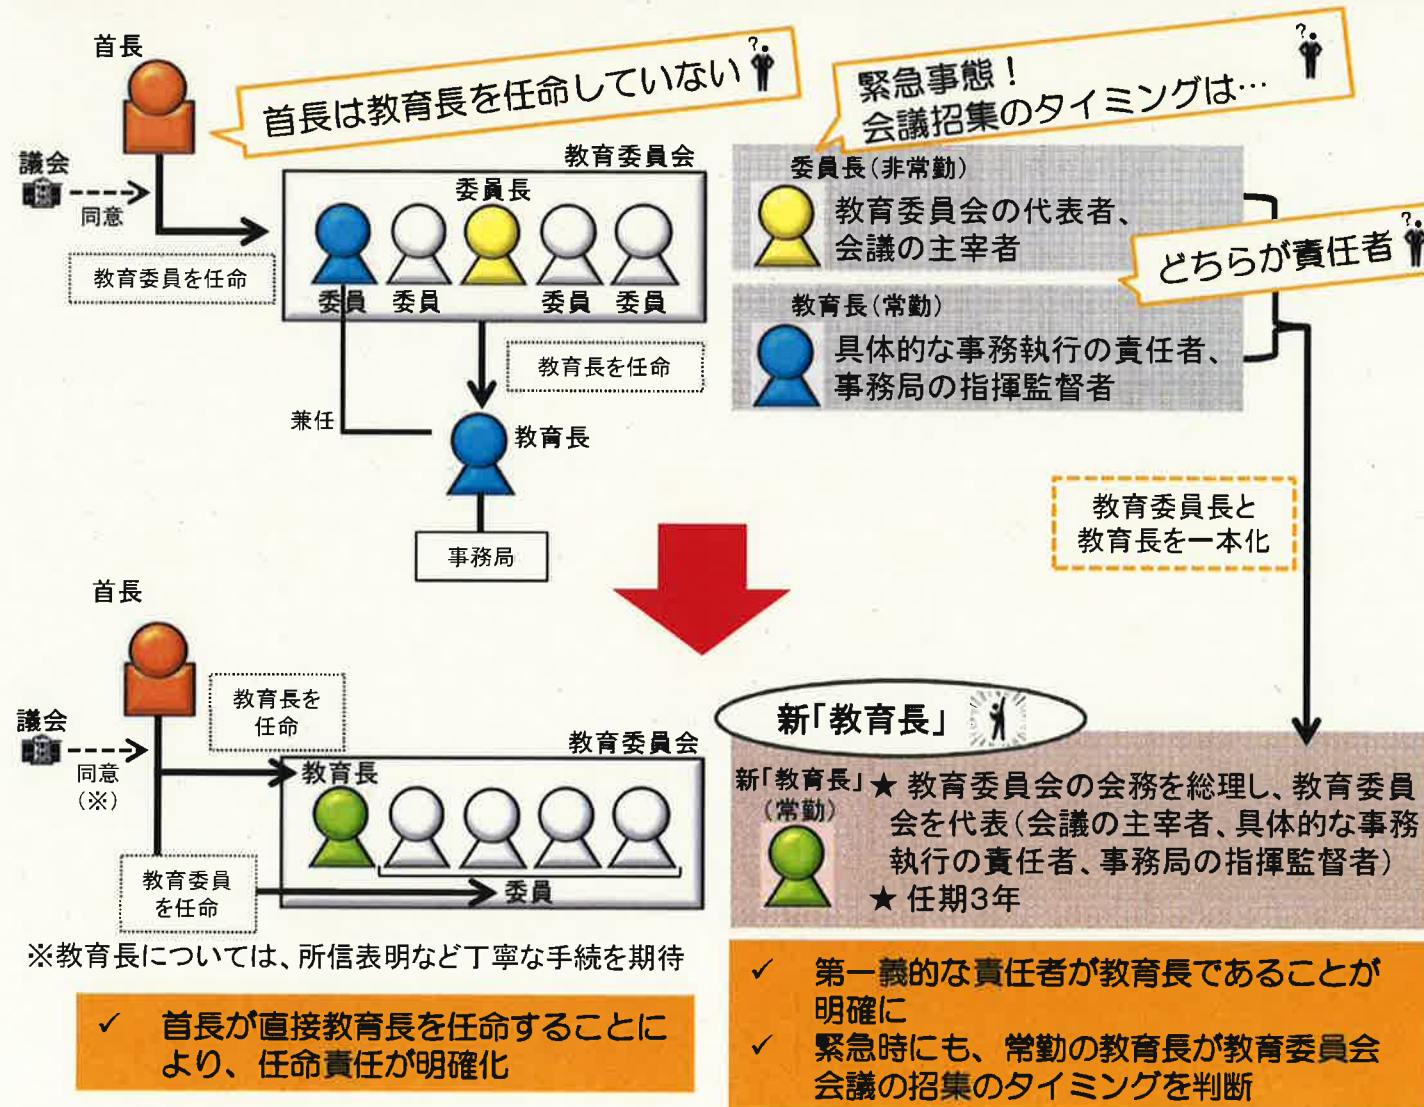 首長
首長は教育長を任命していない
?
緊急事態!
会議招集のタイミングは…
?
議会
同意
教育委員を任命
教育委員会
委員長
委員
委員
委員
委員
教育長を任命
兼任
教育長
事務局
委員長(非常勤)
教育委員会の代表者、
会議の主宰者
どちらが責任者
?
教育長(常勤)
具体的な事務執行の責任者、
事務局の指揮監督者
教育委員長と
教育長を一本化
首長
議会
同意
(※)
教育長を
任命
教育委員会
教育長
教育委員
を任命
委員
※教育長については、所信表明など丁寧な手続を期待
✓ 首長が直接教育長を任命することに
より、任命責任が明確化
新「教育長」
新「教育長」
(常勤)
★ 教育委員会の会務を総理し、教育委員
会を代表(会議の主宰者、具体的な事務
執行の責任者、事務局の指揮監督者)
★ 任期3年
✓ 第一義的な責任者が教育長であることが
明確に
✓ 緊急時にも、常勤の教育長が教育委員会
会議の招集のタイミングを判断